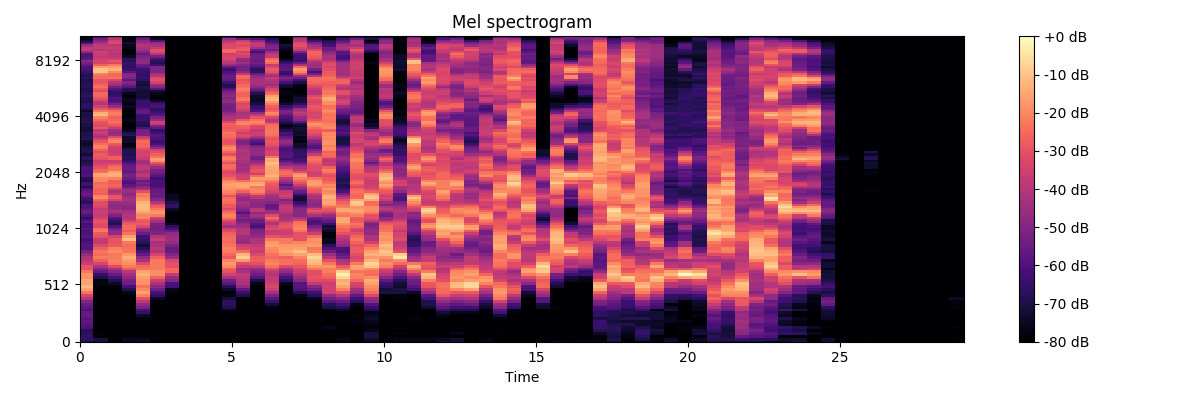 Mel spectrogram
Hz
8192
4096
2048
1024
512
0
0 5 10 15 20 25
Time
+0 dB
-10 dB
-20 dB
-30 dB
-40 dB
-50 dB
-60 dB
-70 dB
-80 dB